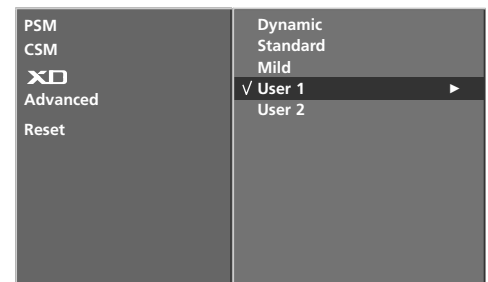 PSM
CSM
XD
Advanced
Reset
Dynamic
Standard
Mild
√ User 1 ►
User 2